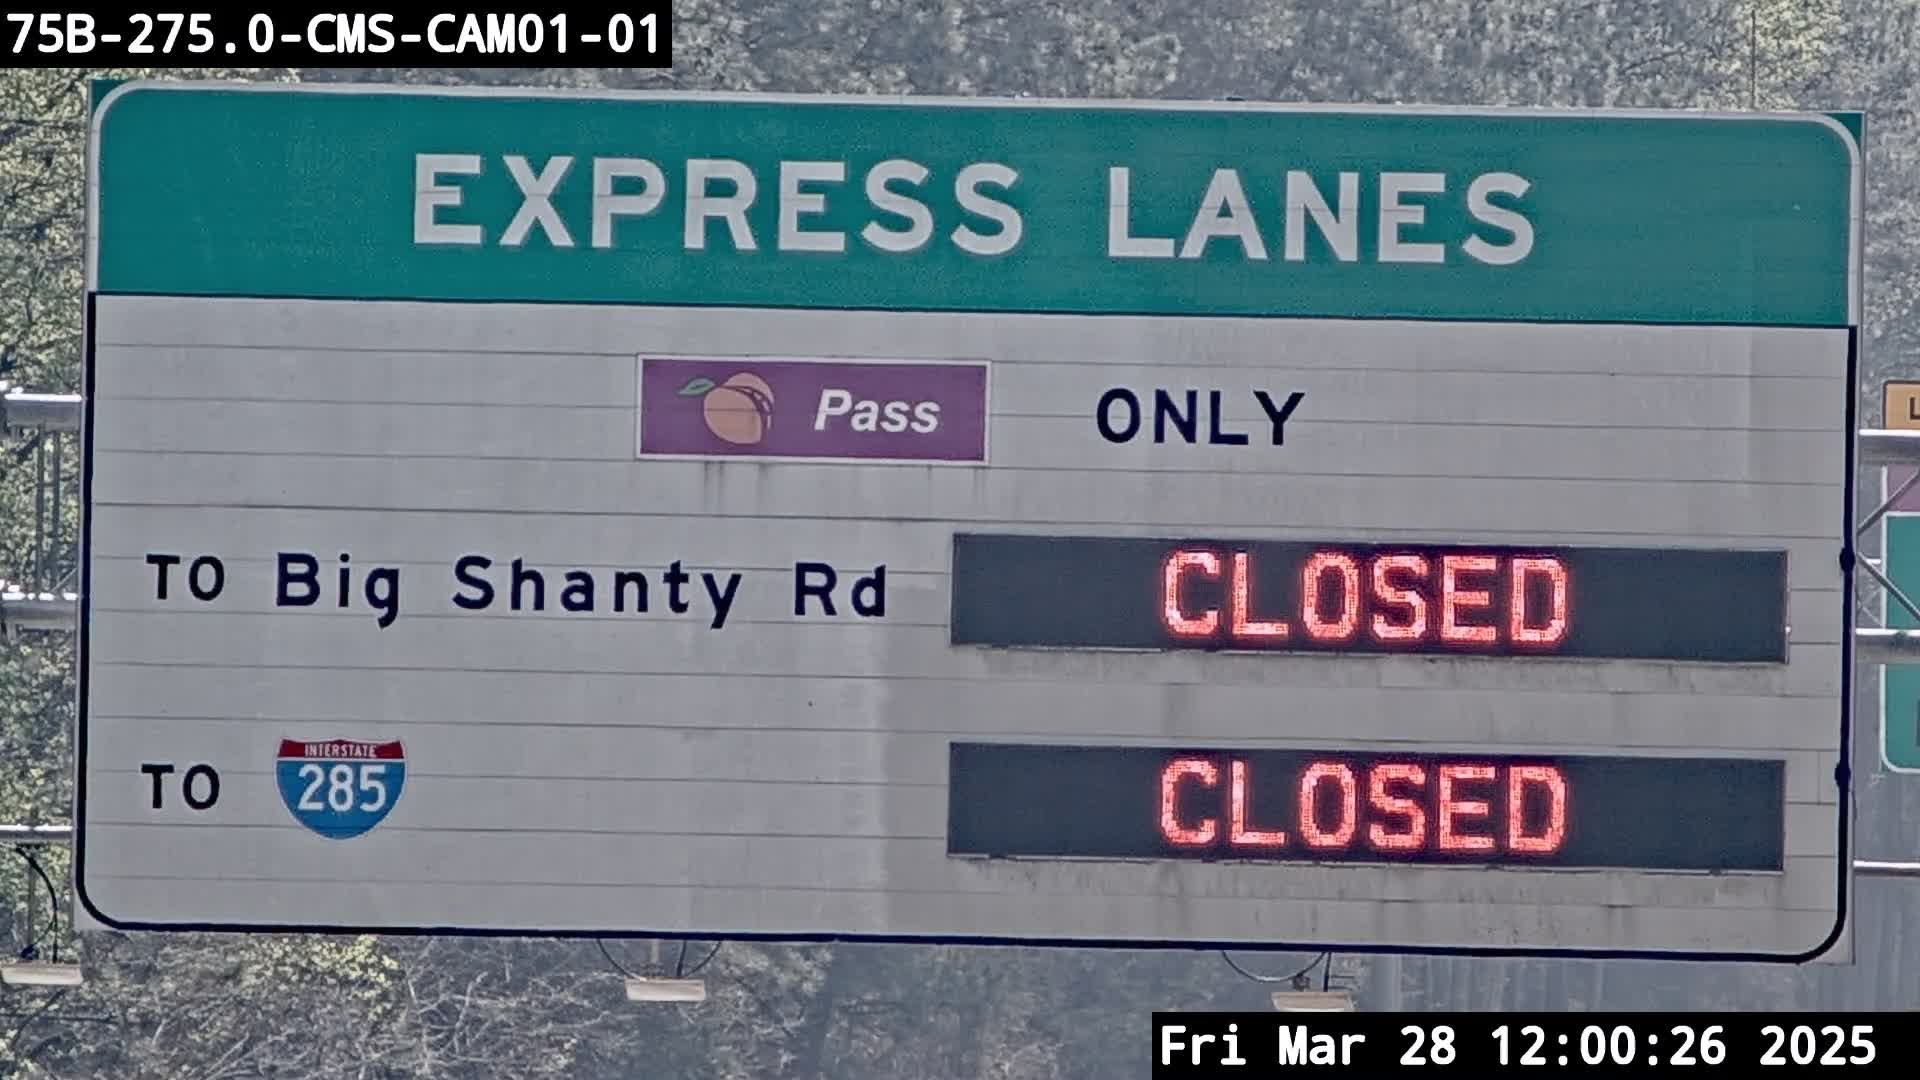 75B-275.0-CMS-CAM01-01
EXPRESS LANES
Pass ONLY
TO Big Shanty Rd CLOSED
TO INTERSTATE 285 CLOSED
Fri Mar 28 12:00:26 2025